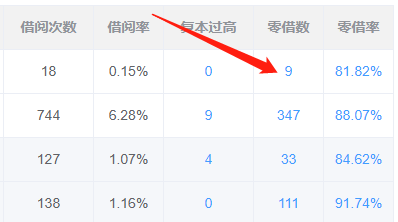 借阅次数 借阅率 复本过高 零借数 零借率
18 0.15% 0 9 81.82%
744 6.28% 9 347 88.07%
127 1.07% 4 33 84.62%
138 1.16% 0 111 91.74%